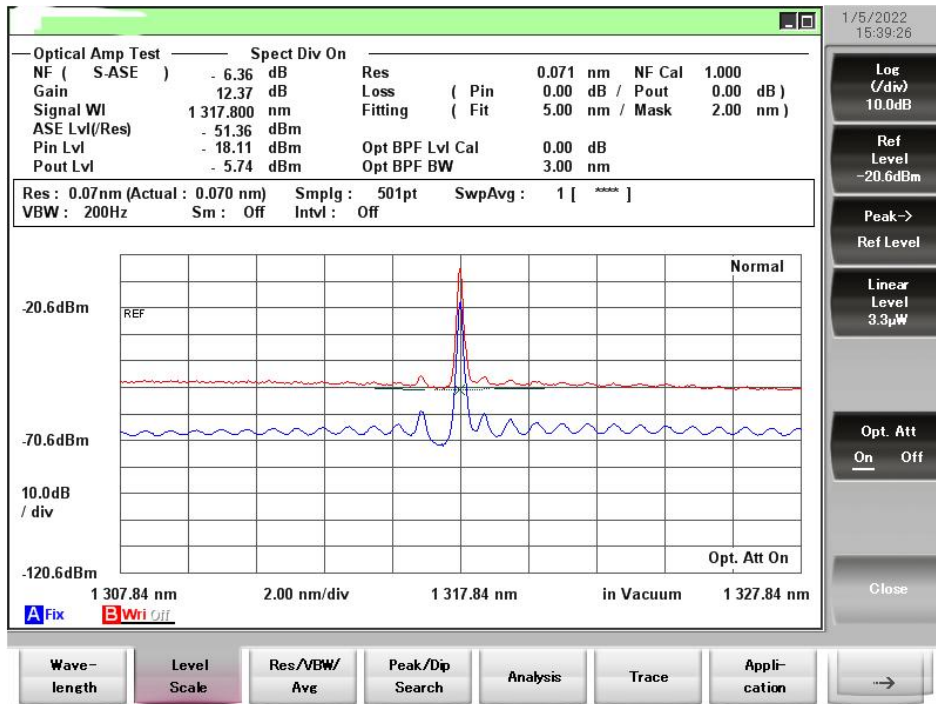 1/5/2022
15:39:26
Optical Amp Test Spect Div On
NF ( S-ASE ) - 6.36 dB Res 0.071 nm NF Cal 1.000
Gain 12.37 dB Loss ( Pin 0.00 dB / Pout 0.00 dB )
Signal Wl 1 317.800 nm Fitting ( Fit 5.00 nm / Mask 2.00 nm )
ASE Lvl(/Res) - 51.36 dBm
Pin Lvl - 18.11 dBm Opt BPF Lvl Cal 0.00 dB
Pout Lvl - 5.74 dBm Opt BPF BW 3.00 nm
Res : 0.07nm (Actual : 0.070 nm) Smplg : 501pt SwpAvg : 1 [ **** ]
VBW : 200Hz Sm : Off Intvl : Off
Normal
-20.6dBm
REF
-70.6dBm
10.0dB
/ div
Opt. Att On
-120.6dBm
1 307.84 nm 2.00 nm/div 1 317.84 nm in Vacuum 1 327.84 nm
A Fix B Wri Off
Log
(/div)
10.0dB
Ref
Level
-20.6dBm
Peak->
Ref Level
Linear
Level
3.3µW
Opt. Att
On Off
Close
Wave-
length
Level
Scale
Res/VBW/
Avg
Peak/Dip
Search
Analysis
Trace
Appli-
cation